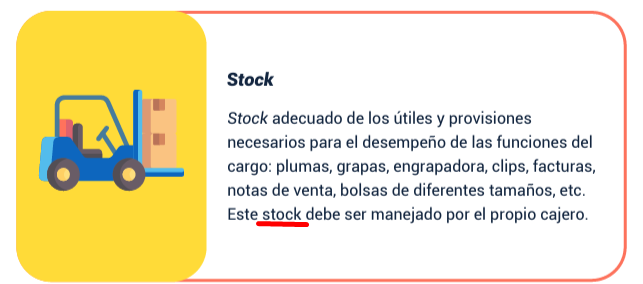 Stock
Stock adecuado de los útiles y provisiones
necesarios para el desempeño de las funciones del
cargo: plumas, grapas, engrapadora, clips, facturas,
notas de venta, bolsas de diferentes tamaños, etc.
Este stock debe ser manejado por el propio cajero.